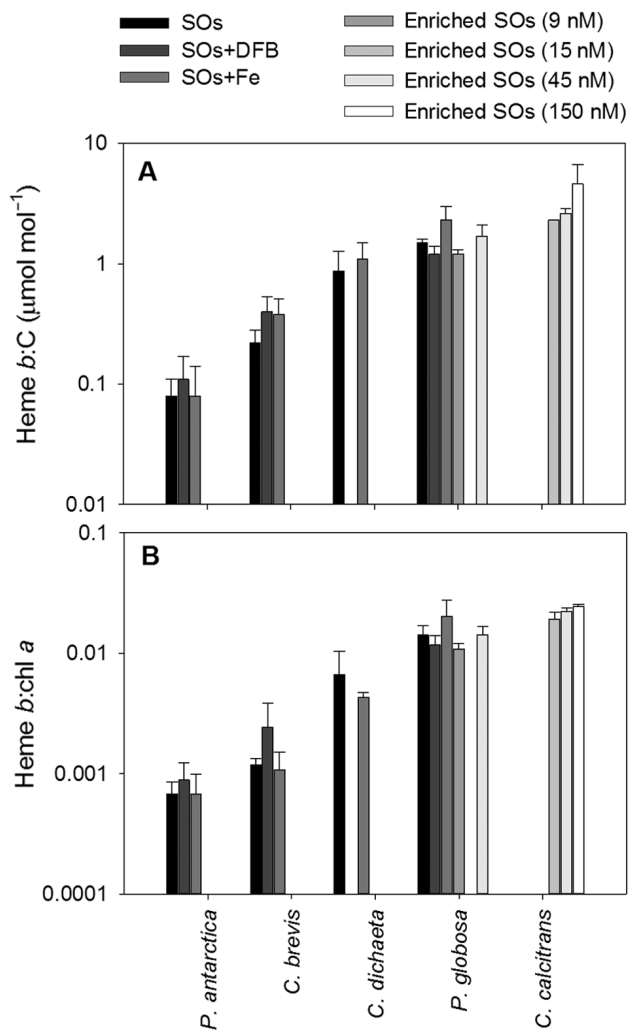 SOs
SOs+DFB
SOs+Fe
Enriched SOs (9 nM)
Enriched SOs (15 nM)
Enriched SOs (45 nM)
Enriched SOs (150 nM)
A
Heme b:C (μmol mol⁻¹)
10
1
0.1
0.01
B
Heme b:chl a
0.1
0.01
0.001
0.0001
P. antarctica
C. brevis
C. dichaeta
P. globosa
C. calcitrans